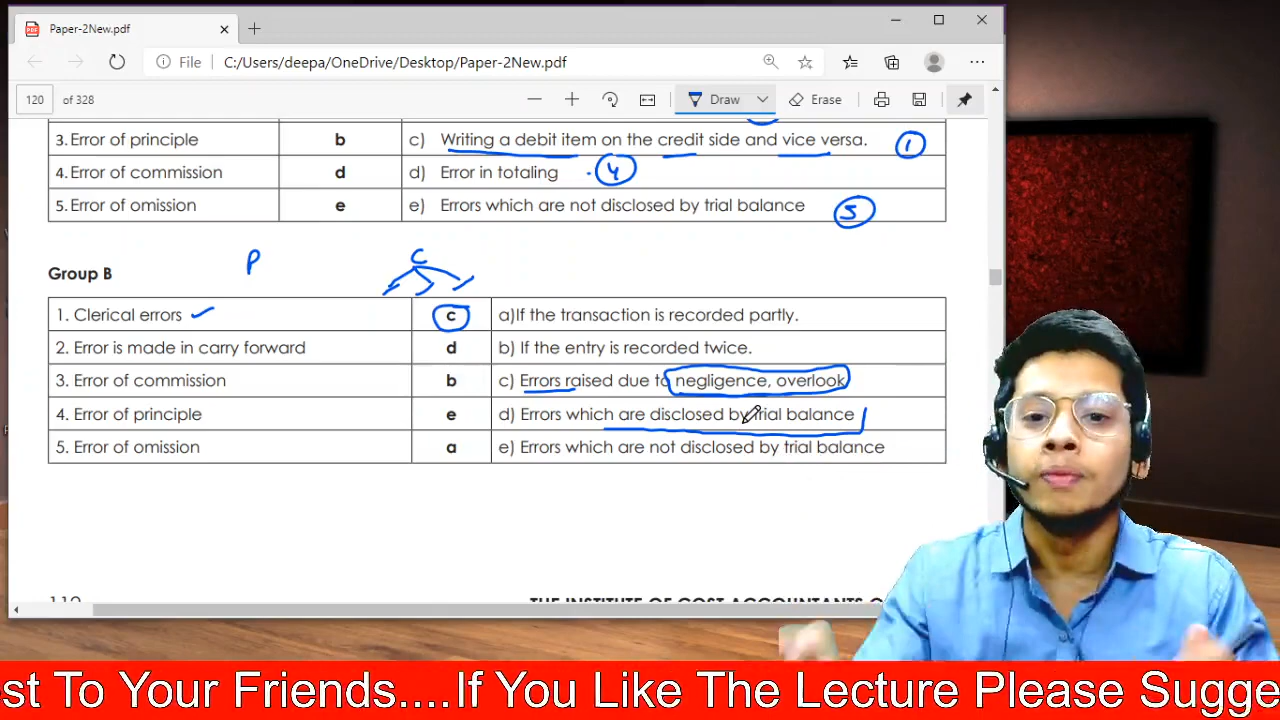 Paper-2New.pdf
File C:/Users/deepa/OneDrive/Desktop/Paper-2New.pdf
120 of 328 Draw Erase
3. Error of principle b c) Writing a debit item on the credit side and vice versa. 1
4. Error of commission d d) Error in totaling 4
5. Error of omission e e) Errors which are not disclosed by trial balance 5
P C
Group B
1. Clerical errors c a)If the transaction is recorded partly.
2. Error is made in carry forward d b) If the entry is recorded twice.
3. Error of commission b c) Errors raised due to negligence, overlook
4. Error of principle e d) Errors which are disclosed by trial balance
5. Error of omission a e) Errors which are not disclosed by trial balance
THE INSTITUTE OF COST ACCOUNTANTS O
st To Your Friends....If You Like The Lecture Please Sugge